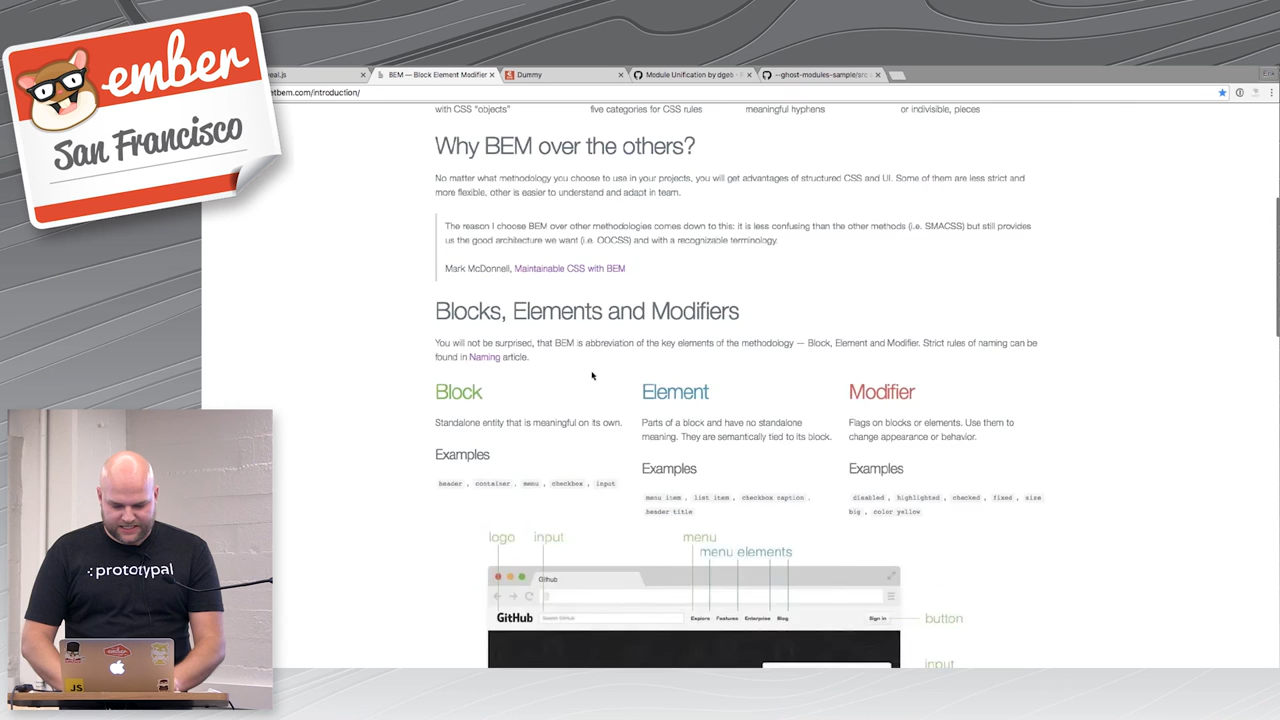 ember
San Francisco
eal.js
BEM — Block Element Modifier
Dummy
Module Unification by dgeb
--ghost-modules-sample/src
etbem.com/introduction/
with CSS "objects"
five categories for CSS rules
meaningful hyphens
or indivisible, pieces
Why BEM over the others?
No matter what methodology you choose to use in your projects, you will get advantages of structured CSS and UI. Some of them are less strict and
more flexible, other is easier to understand and adapt in team.
The reason I choose BEM over other methodologies comes down to this: it is less confusing than the other methods (i.e. SMACSS) but still provides
us the good architecture we want (i.e. OOCSS) and with a recognizable terminology.
Mark McDonnell, Maintainable CSS with BEM
Blocks, Elements and Modifiers
You will not be surprised, that BEM is abbreviation of the key elements of the methodology — Block, Element and Modifier. Strict rules of naming can be
found in Naming article.
Block
Standalone entity that is meaningful on its own.
Examples
header , container , menu , checkbox , input
Element
Parts of a block and have no standalone
meaning. They are semantically tied to its block.
Examples
menu item , list item , checkbox caption ,
header title
Modifier
Flags on blocks or elements. Use them to
change appearance or behavior.
Examples
disabled , highlighted , checked , fixed , size
big , color yellow
logo
input
menu
menu elements
Github
GitHub
Search GitHub
Explore
Features
Enterprise
Blog
Sign in
button
input
:prototypal
ember
JS